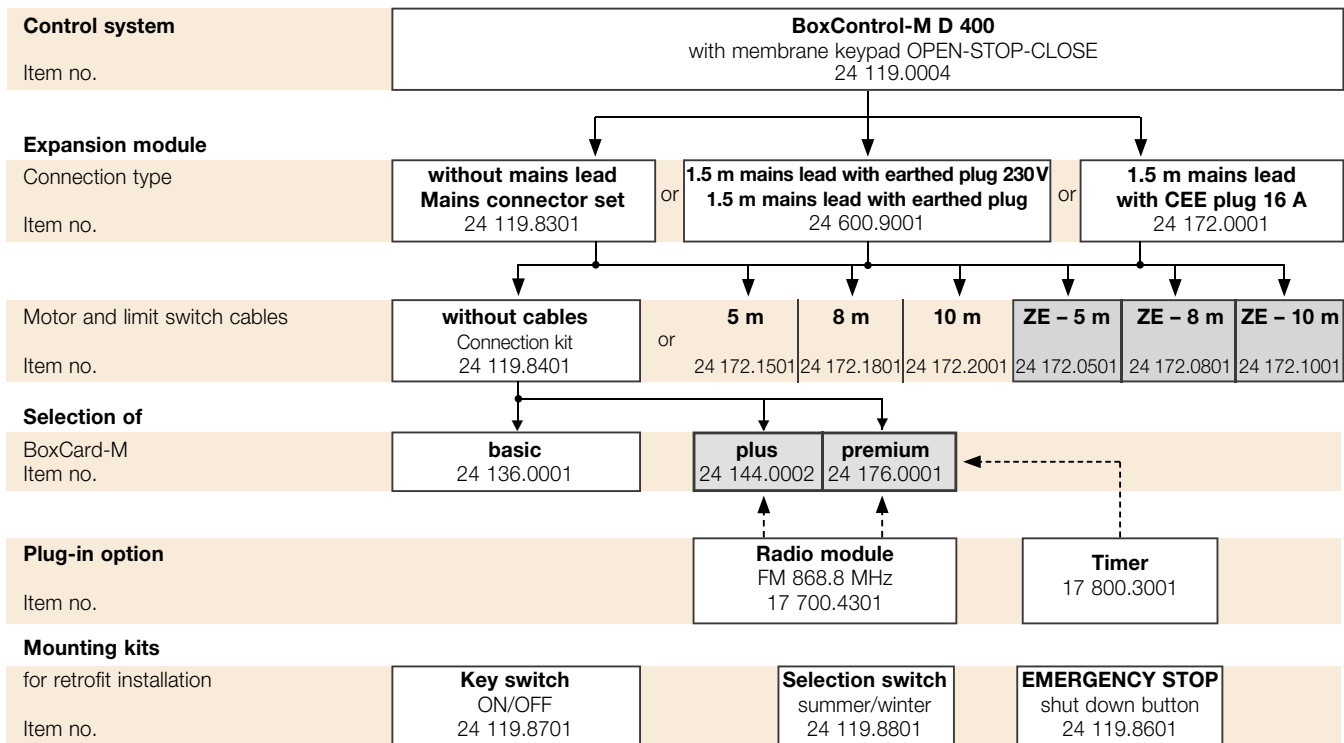 Control system
BoxControl-M D 400
with membrane keypad OPEN-STOP-CLOSE
Item no.
24 119.0004
Expansion module
Connection type
without mains lead
Mains connector set
or
1.5 m mains lead with earthed plug 230 V
1.5 m mains lead with earthed plug
or
1.5 m mains lead
with CEE plug 16 A
Item no.
24 119.8301
24 600.9001
24 172.0001
Motor and limit switch cables
without cables
Connection kit
or
5 m
8 m
10 m
ZE – 5 m
ZE – 8 m
ZE – 10 m
Item no.
24 119.8401
24 172.1501
24 172.1801
24 172.2001
24 172.0501
24 172.0801
24 172.1001
Selection of
BoxCard-M
basic
plus
premium
Item no.
24 136.0001
24 144.0002
24 176.0001
Plug-in option
Radio module
FM 868.8 MHz
Timer
Item no.
17 700.4301
17 800.3001
Mounting kits
for retrofit installation
Key switch
ON/OFF
Selection switch
summer/winter
EMERGENCY STOP
shut down button
Item no.
24 119.8701
24 119.8801
24 119.8601